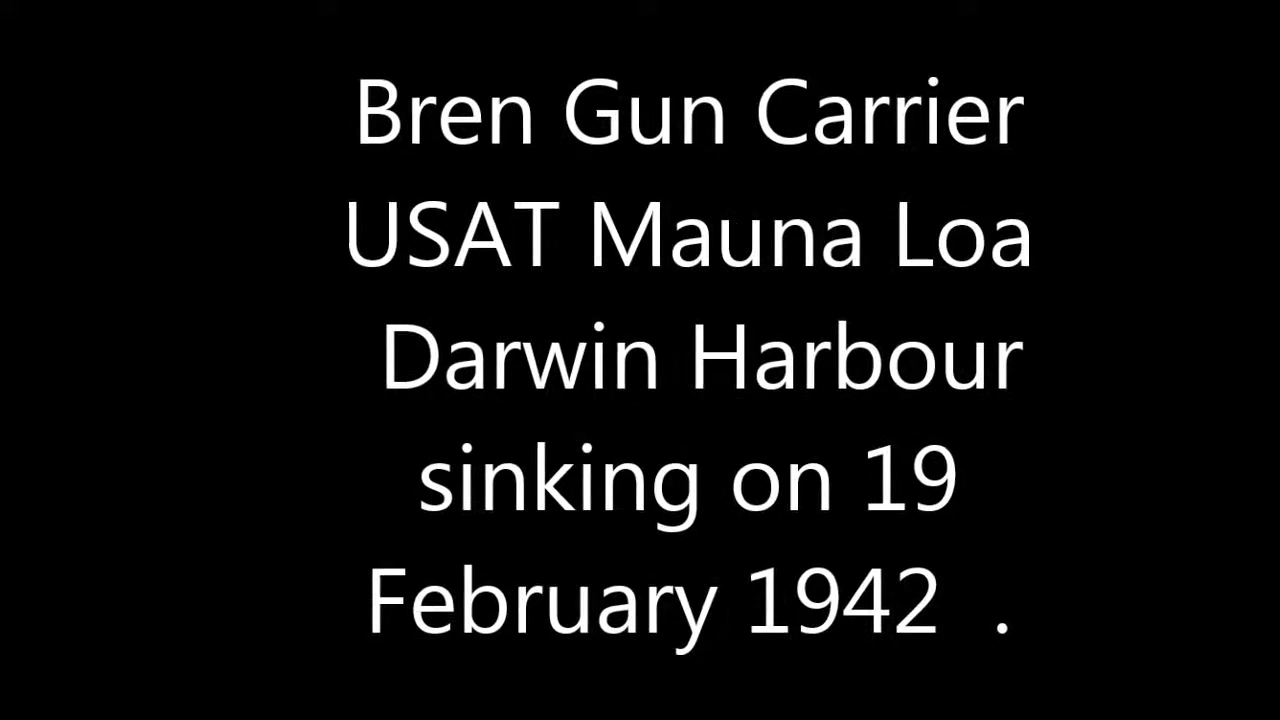 Bren Gun Carrier
USAT Mauna Loa
Darwin Harbour
sinking on 19
February 1942  .